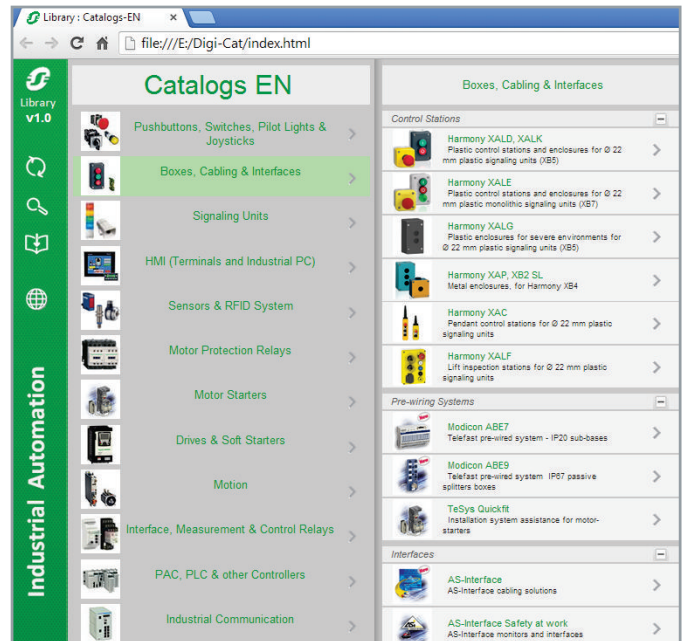 Library : Catalogs-EN
file:///E:/Digi-Cat/index.html
Library
v1.0
Industrial Automation
Catalogs EN
Pushbuttons, Switches, Pilot Lights &
Joysticks
Boxes, Cabling & Interfaces
Signaling Units
HMI (Terminals and Industrial PC)
Sensors & RFID System
Motor Protection Relays
Motor Starters
Drives & Soft Starters
Motion
Interface, Measurement & Control Relays
PAC, PLC & other Controllers
Industrial Communication
Boxes, Cabling & Interfaces
Control Stations
Harmony XALD, XALK
Plastic control stations and enclosures for Ø 22
mm plastic signaling units (XB5)
Harmony XALE
Plastic control stations and enclosures for Ø 22
mm plastic monolithic signaling units (XB7)
Harmony XALG
Plastic enclosures for severe environments for
Ø 22 mm plastic signaling units (XB5)
Harmony XAP, XB2 SL
Metal enclosures, for Harmony XB4
Harmony XAC
Pendant control stations for Ø 22 mm plastic
signaling units
Harmony XALF
Lift inspection stations for Ø 22 mm plastic
signaling units
Pre-wiring Systems
Modicon ABE7
Telefast pre-wired system - IP20 sub-bases
Modicon ABE9
Telefast pre-wired system IP67 passive
splitters boxes
TeSys Quickfit
Installation system assistance for motor-
starters
Interfaces
AS-Interface
AS-Interface cabling solutions
AS-Interface Safety at work
AS-Interface monitors and interfaces